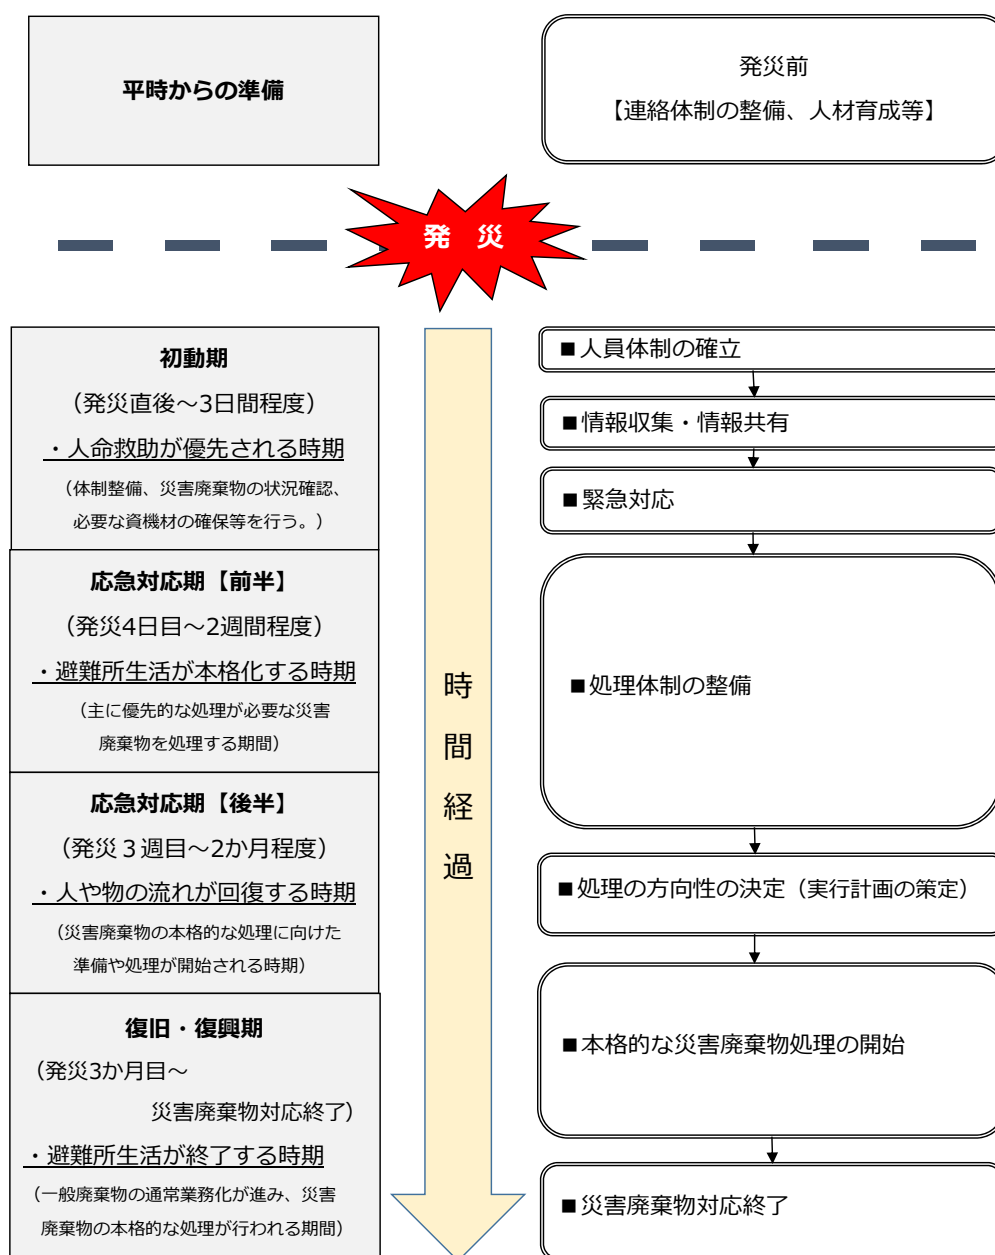 平時からの準備
発災前
【連絡体制の整備、人材育成等】
発 災
初動期
（発災直後～3日間程度）
・人命救助が優先される時期
（体制整備、災害廃棄物の状況確認、
必要な資機材の確保等を行う。）
応急対応期【前半】
（発災4日目～2週間程度）
・避難所生活が本格化する時期
（主に優先的な処理が必要な災害
廃棄物を処理する期間）
応急対応期【後半】
（発災３週目～2か月程度）
・人や物の流れが回復する時期
（災害廃棄物の本格的な処理に向けた
準備や処理が開始される時期）
復旧・復興期
（発災3か月目～
災害廃棄物対応終了）
・避難所生活が終了する時期
（一般廃棄物の通常業務化が進み、災害
廃棄物の本格的な処理が行われる期間）
時間経過
■人員体制の確立
■情報収集・情報共有
■緊急対応
■処理体制の整備
■処理の方向性の決定（実行計画の策定）
■本格的な災害廃棄物処理の開始
■災害廃棄物対応終了